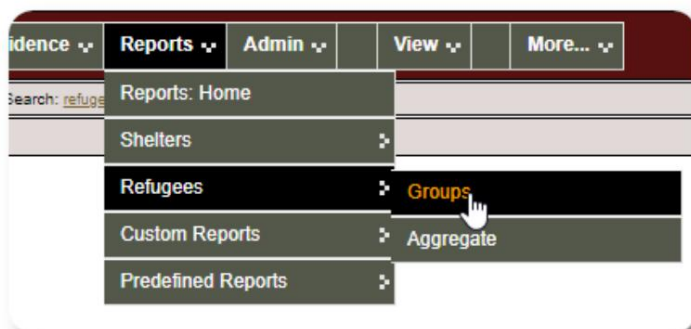 idence Reports Admin View More...
Search: refuge
Reports: Home
Shelters
Refugees
Groups
Custom Reports
Aggregate
Predefined Reports